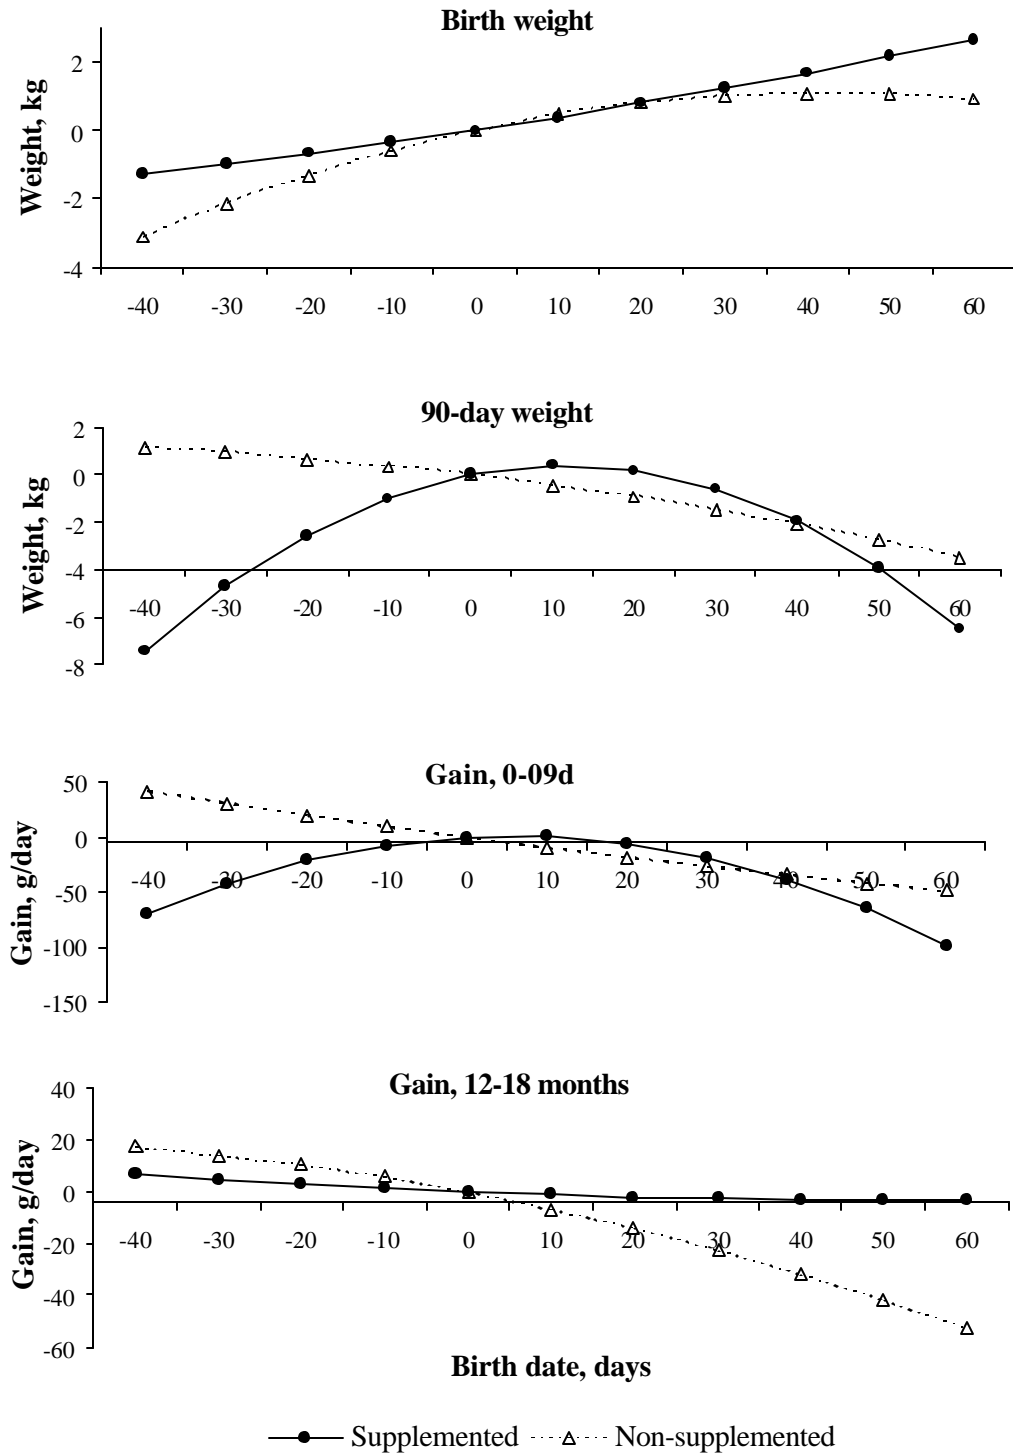 Birth weight
Weight, kg
2
0
-2
-4
-40 -30 -20 -10 0 10 20 30 40 50 60
90-day weight
Weight, kg
2
0
-2
-4
-6
-8
-40 -30 -20 -10 0 10 20 30 40 50 60
Gain, 0-09d
Gain, g/day
50
0
-50
-100
-150
-40 -30 -20 -10 0 10 20 30 40 50 60
Gain, 12-18 months
Gain, g/day
40
20
0
-20
-40
-60
-40 -30 -20 -10 0 10 20 30 40 50 60
Birth date, days
Supplemented Non-supplemented